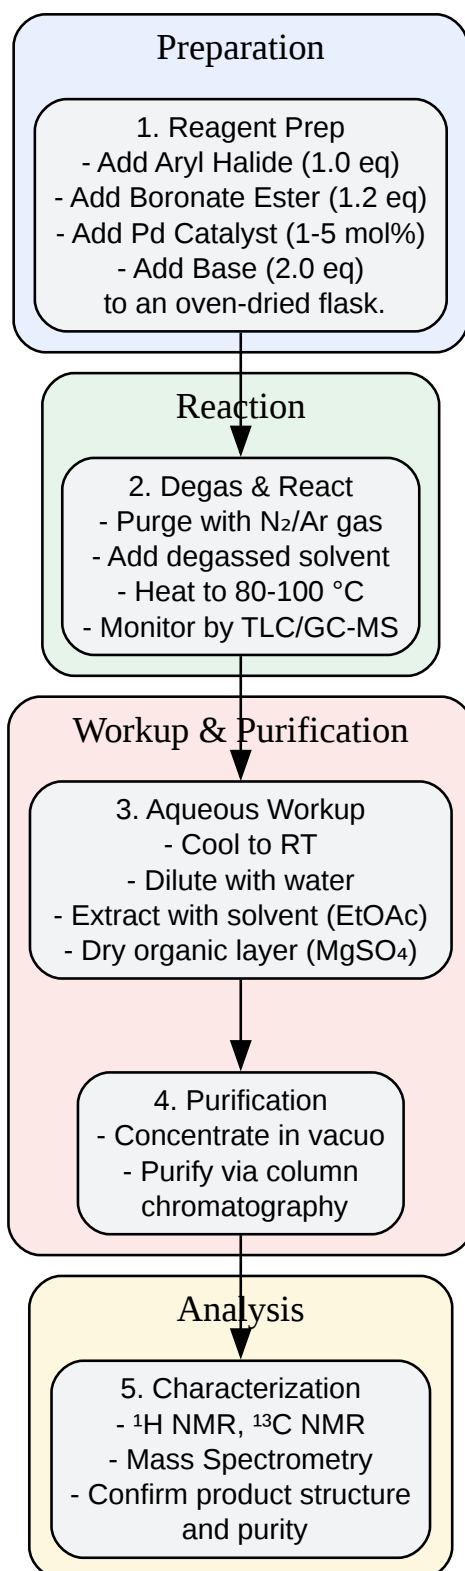 Preparation
1. Reagent Prep
- Add Aryl Halide (1.0 eq)
- Add Boronate Ester (1.2 eq)
- Add Pd Catalyst (1-5 mol%)
- Add Base (2.0 eq)
to an oven-dried flask.
Reaction
2. Degas & React
- Purge with N₂/Ar gas
- Add degassed solvent
- Heat to 80-100 °C
- Monitor by TLC/GC-MS
Workup & Purification
3. Aqueous Workup
- Cool to RT
- Dilute with water
- Extract with solvent (EtOAc)
- Dry organic layer (MgSO₄)
4. Purification
- Concentrate in vacuo
- Purify via column
chromatography
Analysis
5. Characterization
- ¹H NMR, ¹³C NMR
- Mass Spectrometry
- Confirm product structure
and purity